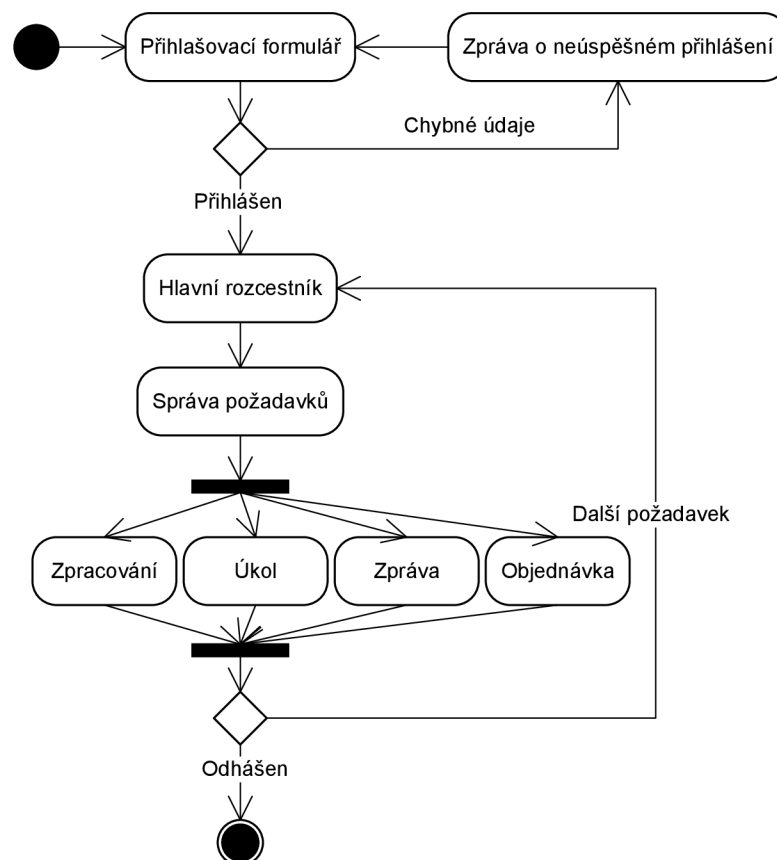 Přihlašovací formulář
Zpráva o neúspěšném přihlášení
Chybné údaje
Přihlášen
Hlavní rozcestník
Správa požadavků
Další požadavek
Zpracování
Úkol
Zpráva
Objednávka
Odhášen